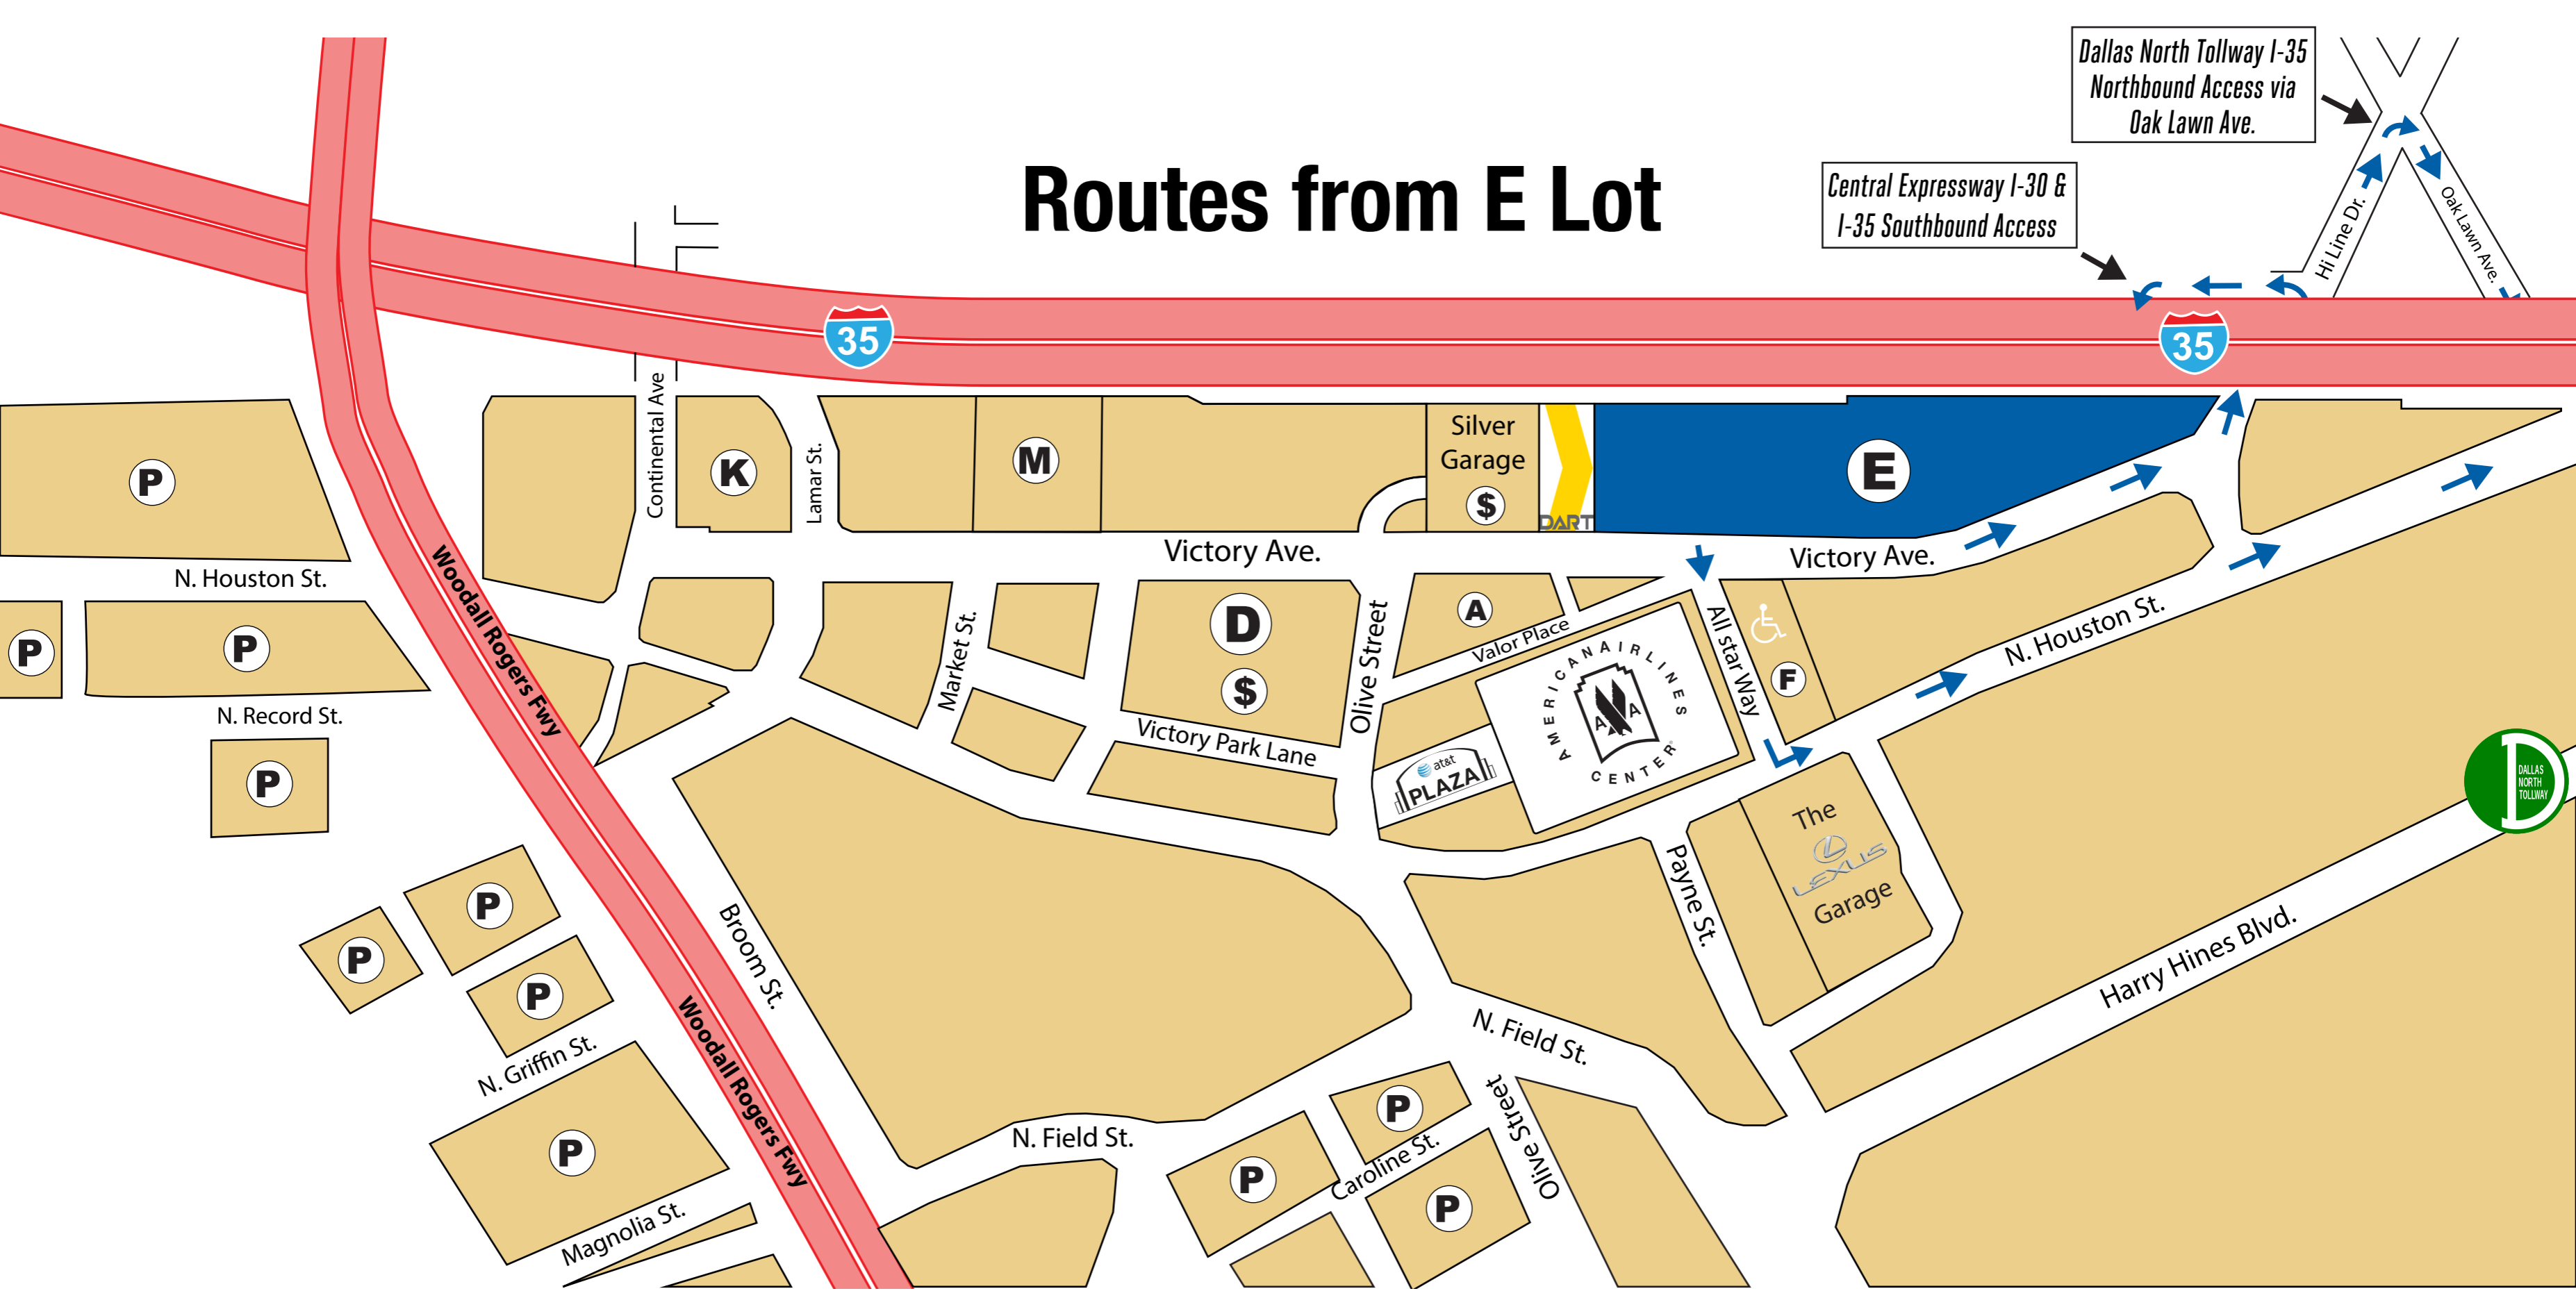 Dallas North Tollway I-35
Northbound Access via
Oak Lawn Ave.
Routes from E Lot
Central Expressway I-30 &
I-35 Southbound Access
Hi Line Dr.
Oak Lawn Ave.
35
35
Continental Ave
Lamar St.
P
K
M
Silver
Garage
$
DART
E
Victory Ave.
Victory Ave.
N. Houston St.
Woodall Rogers Fwy
P
P
N. Record St.
P
Market St.
D
$
Olive Street
A
Valor Place
All star Way
F
N. Houston St.
Victory Park Lane
at&t
PLAZA
AMERICAN AIRLINES
AA
CENTER
DALLAS
NORTH
TOLLWAY
The
LEXUS
Garage
Payne St.
P
P
P
Broom St.
N. Griffin St.
Woodall Rogers Fwy
Harry Hines Blvd.
N. Field St.
P
N. Field St.
P
P
Caroline St.
P
Olive Street
Magnolia St.